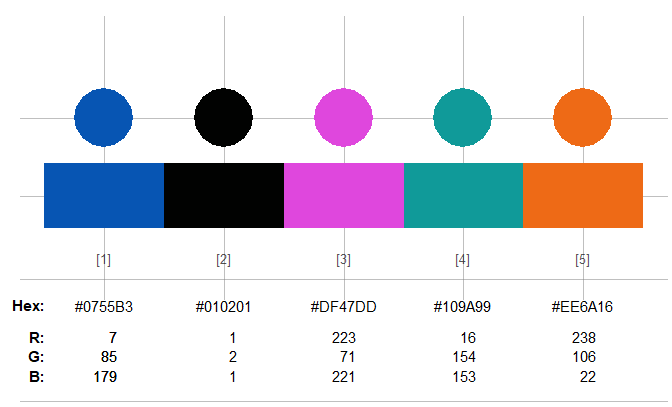 [1] [2] [3] [4] [5]
Hex: #0755B3 #010201 #DF47DD #109A99 #EE6A16
R: 7 1 223 16 238
G: 85 2 71 154 106
B: 179 1 221 153 22